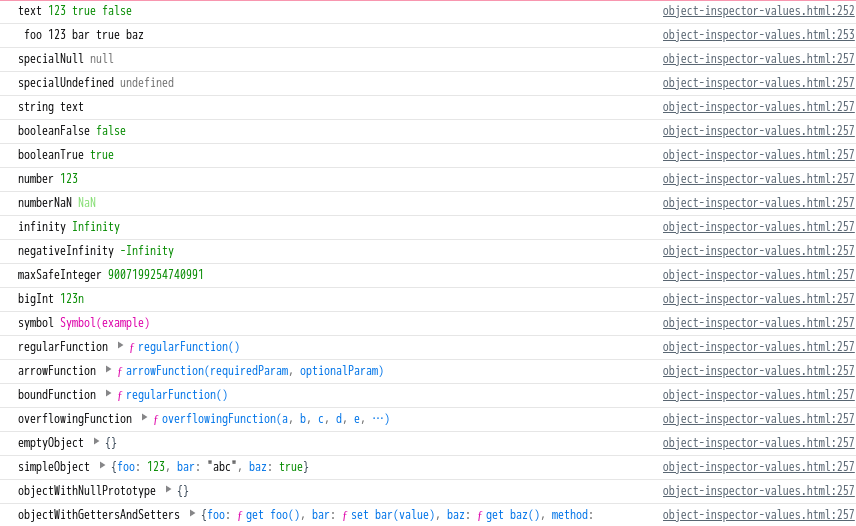 text 123 true false object-inspector-values.html:252
foo 123 bar true baz object-inspector-values.html:253
specialNull null object-inspector-values.html:257
specialUndefined undefined object-inspector-values.html:257
string text object-inspector-values.html:257
booleanFalse false object-inspector-values.html:257
booleanTrue true object-inspector-values.html:257
number 123 object-inspector-values.html:257
numberNaN NaN object-inspector-values.html:257
infinity Infinity object-inspector-values.html:257
negativeInfinity -Infinity object-inspector-values.html:257
maxSafeInteger 9007199254740991 object-inspector-values.html:257
bigInt 123n object-inspector-values.html:257
symbol Symbol(example) object-inspector-values.html:257
regularFunction ▶ ƒ regularFunction() object-inspector-values.html:257
arrowFunction ▶ ƒ arrowFunction(requiredParam, optionalParam) object-inspector-values.html:257
boundFunction ▶ ƒ regularFunction() object-inspector-values.html:257
overflowingFunction ▶ ƒ overflowingFunction(a, b, c, d, e, …) object-inspector-values.html:257
emptyObject ▶ {} object-inspector-values.html:257
simpleObject ▶ {foo: 123, bar: "abc", baz: true} object-inspector-values.html:257
objectWithNullPrototype ▶ {} object-inspector-values.html:257
objectWithGettersAndSetters ▶ {foo: ƒ get foo(), bar: ƒ set bar(value), baz: ƒ get baz(), method: object-inspector-values.html:257